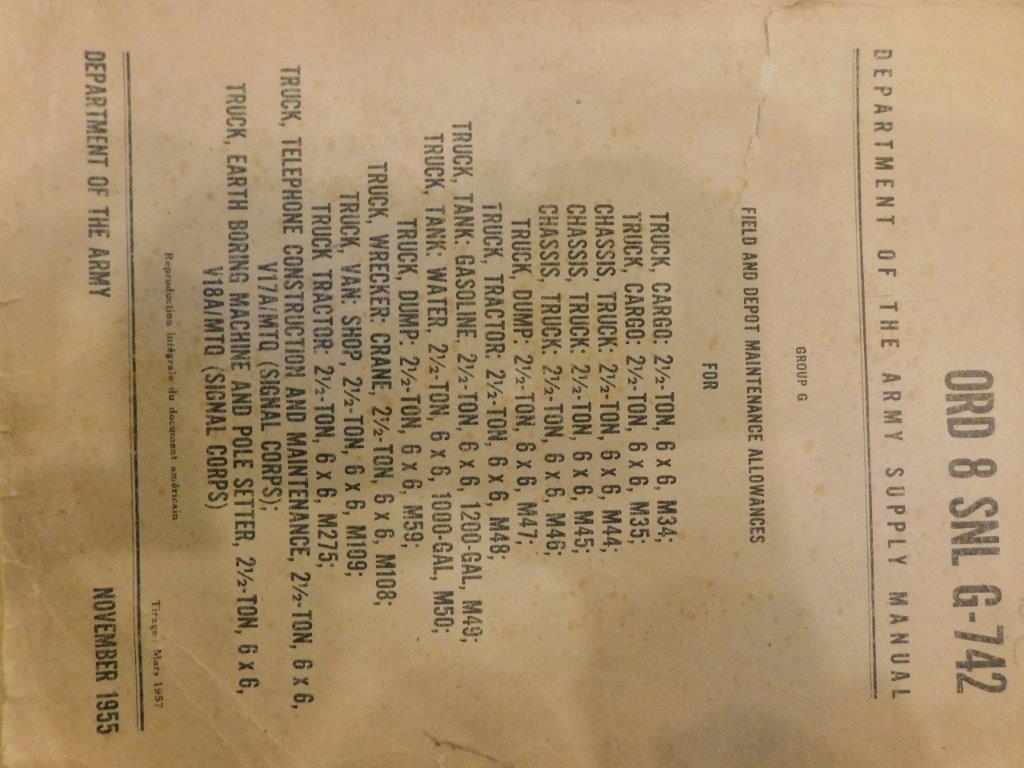 ORD 8 SNL G-742
DEPARTMENT OF THE ARMY SUPPLY MANUAL
GROUP G
FIELD AND DEPOT MAINTENANCE ALLOWANCES
FOR
TRUCK, CARGO: 2½-TON, 6 x 6, M34;
TRUCK, CARGO: 2½-TON, 6 x 6, M35;
CHASSIS, TRUCK: 2½-TON, 6 x 6, M44;
CHASSIS, TRUCK: 2½-TON, 6 x 6, M45;
CHASSIS, TRUCK: 2½-TON, 6 x 6, M46;
TRUCK, DUMP: 2½-TON, 6 x 6, M47;
TRUCK, TRACTOR: 2½-TON, 6 x 6, M48;
TRUCK, TANK: GASOLINE, 2½-TON, 6 x 6, 1200-GAL, M49;
TRUCK, TANK: WATER, 2½-TON, 6 x 6, 1000-GAL, M50;
TRUCK, DUMP: 2½-TON, 6 x 6, M59;
TRUCK, WRECKER: CRANE, 2½-TON, 6 x 6, M108;
TRUCK, VAN: SHOP, 2½-TON, 6 x 6, M109;
TRUCK TRACTOR: 2½-TON, 6 x 6, M275;
TRUCK, TELEPHONE CONSTRUCTION AND MAINTENANCE, 2½-TON, 6 x 6,
V17A/MTQ (SIGNAL CORPS);
TRUCK, EARTH BORING MACHINE AND POLE SETTER, 2½-TON, 6 x 6,
V18A/MTQ (SIGNAL CORPS)
Reproduction intégrale du document américain
Tirage : Mars 1957
DEPARTMENT OF THE ARMY
NOVEMBER 1955